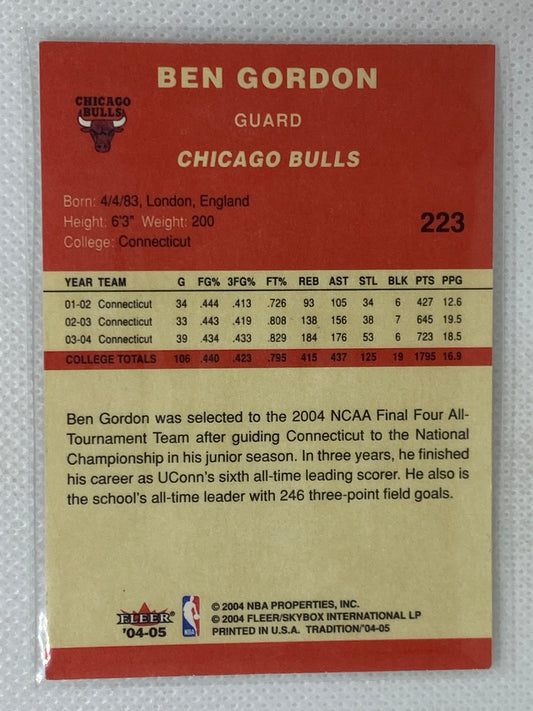 BEN GORDON
CHICAGO
BULLS
GUARD
CHICAGO BULLS
Born: 4/4/83, London, England
Height: 6'3" Weight: 200
College: Connecticut
223
YEAR TEAM G FG% 3FG% FT% REB AST STL BLK PTS PPG
01-02 Connecticut 34 .444 .413 .726 93 105 34 6 427 12.6
02-03 Connecticut 33 .443 .419 .808 138 156 38 7 645 19.5
03-04 Connecticut 39 .434 .433 .829 184 176 53 6 723 18.5
COLLEGE TOTALS 106 .440 .423 .795 415 437 125 19 1795 16.9
Ben Gordon was selected to the 2004 NCAA Final Four All-
Tournament Team after guiding Connecticut to the National
Championship in his junior season. In three years, he finished
his career as UConn's sixth all-time leading scorer. He also is
the school's all-time leader with 246 three-point field goals.
FLEER
'04-05
NBA
© 2004 NBA PROPERTIES, INC.
© 2004 FLEER/SKYBOX INTERNATIONAL LP
PRINTED IN U.S.A. TRADITION/'04-05